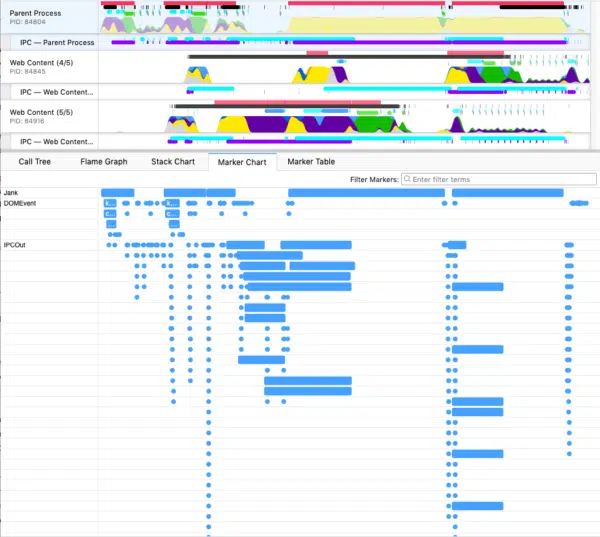 Parent Process
PID: 84804
IPC — Parent Process
Web Content (4/5)
PID: 84845
IPC — Web Content...
Web Content (5/5)
PID: 84916
IPC — Web Content...
Call Tree Flame Graph Stack Chart Marker Chart Marker Table
Filter Markers: Enter filter terms
Jank
DOMEvent k...
k...
c...
c...
...
...
IPCOut